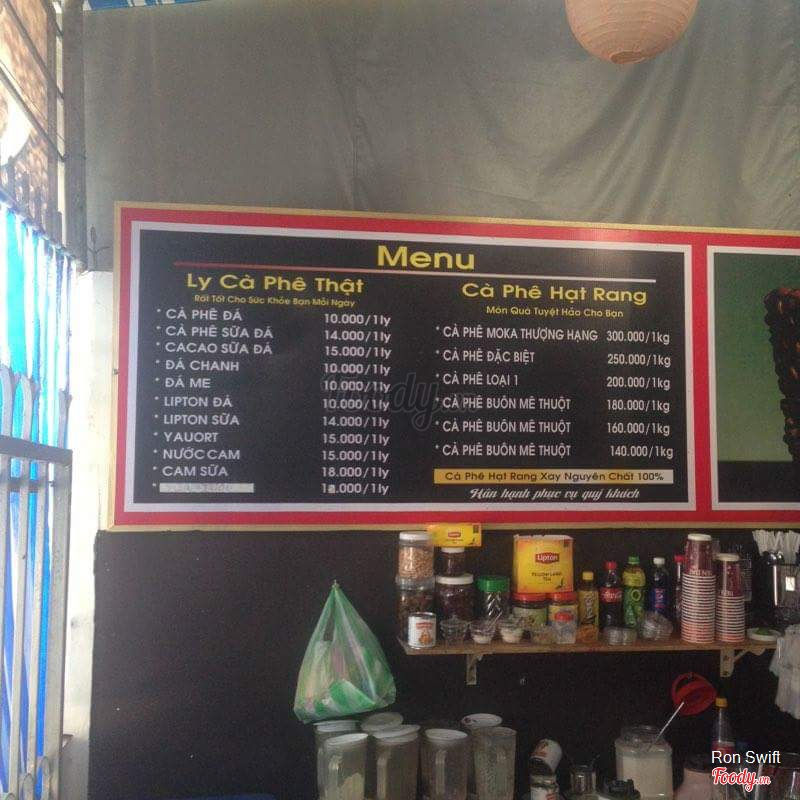 Menu
Ly Cà Phê Thật
Rất Tốt Cho Sức Khỏe Bạn Mỗi Ngày
* CÀ PHÊ ĐÁ 10.000/1ly
* CÀ PHÊ SỮA ĐÁ 14.000/1ly
* CACAO SỮA ĐÁ 15.000/1ly
* ĐÁ CHANH 10.000/1ly
* ĐÁ ME 10.000/1ly
* LIPTON ĐÁ 10.000/1ly
* LIPTON SỮA 14.000/1ly
* YAUORT 15.000/1ly
* NƯỚC CAM 15.000/1ly
* CAM SỮA 18.000/1ly
Cà Phê Hạt Rang
Món Quà Tuyệt Hảo Cho Bạn
* CÀ PHÊ MOKA THƯỢNG HẠNG 300.000/1kg
* CÀ PHÊ ĐẶC BIỆT 250.000/1kg
* CÀ PHÊ LOẠI 1 200.000/1kg
* CÀ PHÊ BUÔN MÊ THUỘT 180.000/1kg
* CÀ PHÊ BUÔN MÊ THUỘT 160.000/1kg
* CÀ PHÊ BUÔN MÊ THUỘT 140.000/1kg
Cà Phê Hạt Rang Xay Nguyên Chất 100%
Hân hạnh phục vụ quý khách
Foody.vn
Lipton
YELLOW LABEL
TEA
Ron Swift
Foody.vn